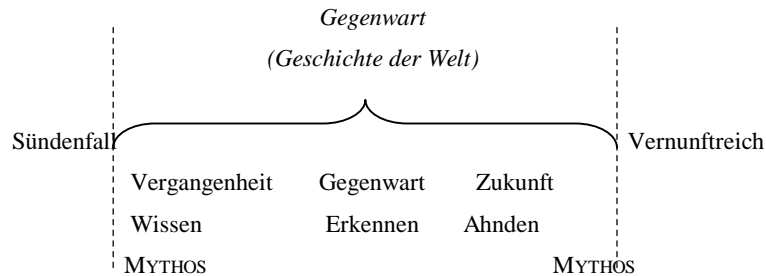 Gegenwart
(Geschichte der Welt)
Sündenfall Vernunftreich
Vergangenheit Gegenwart Zukunft
Wissen Erkennen Ahnden
MYTHOS MYTHOS